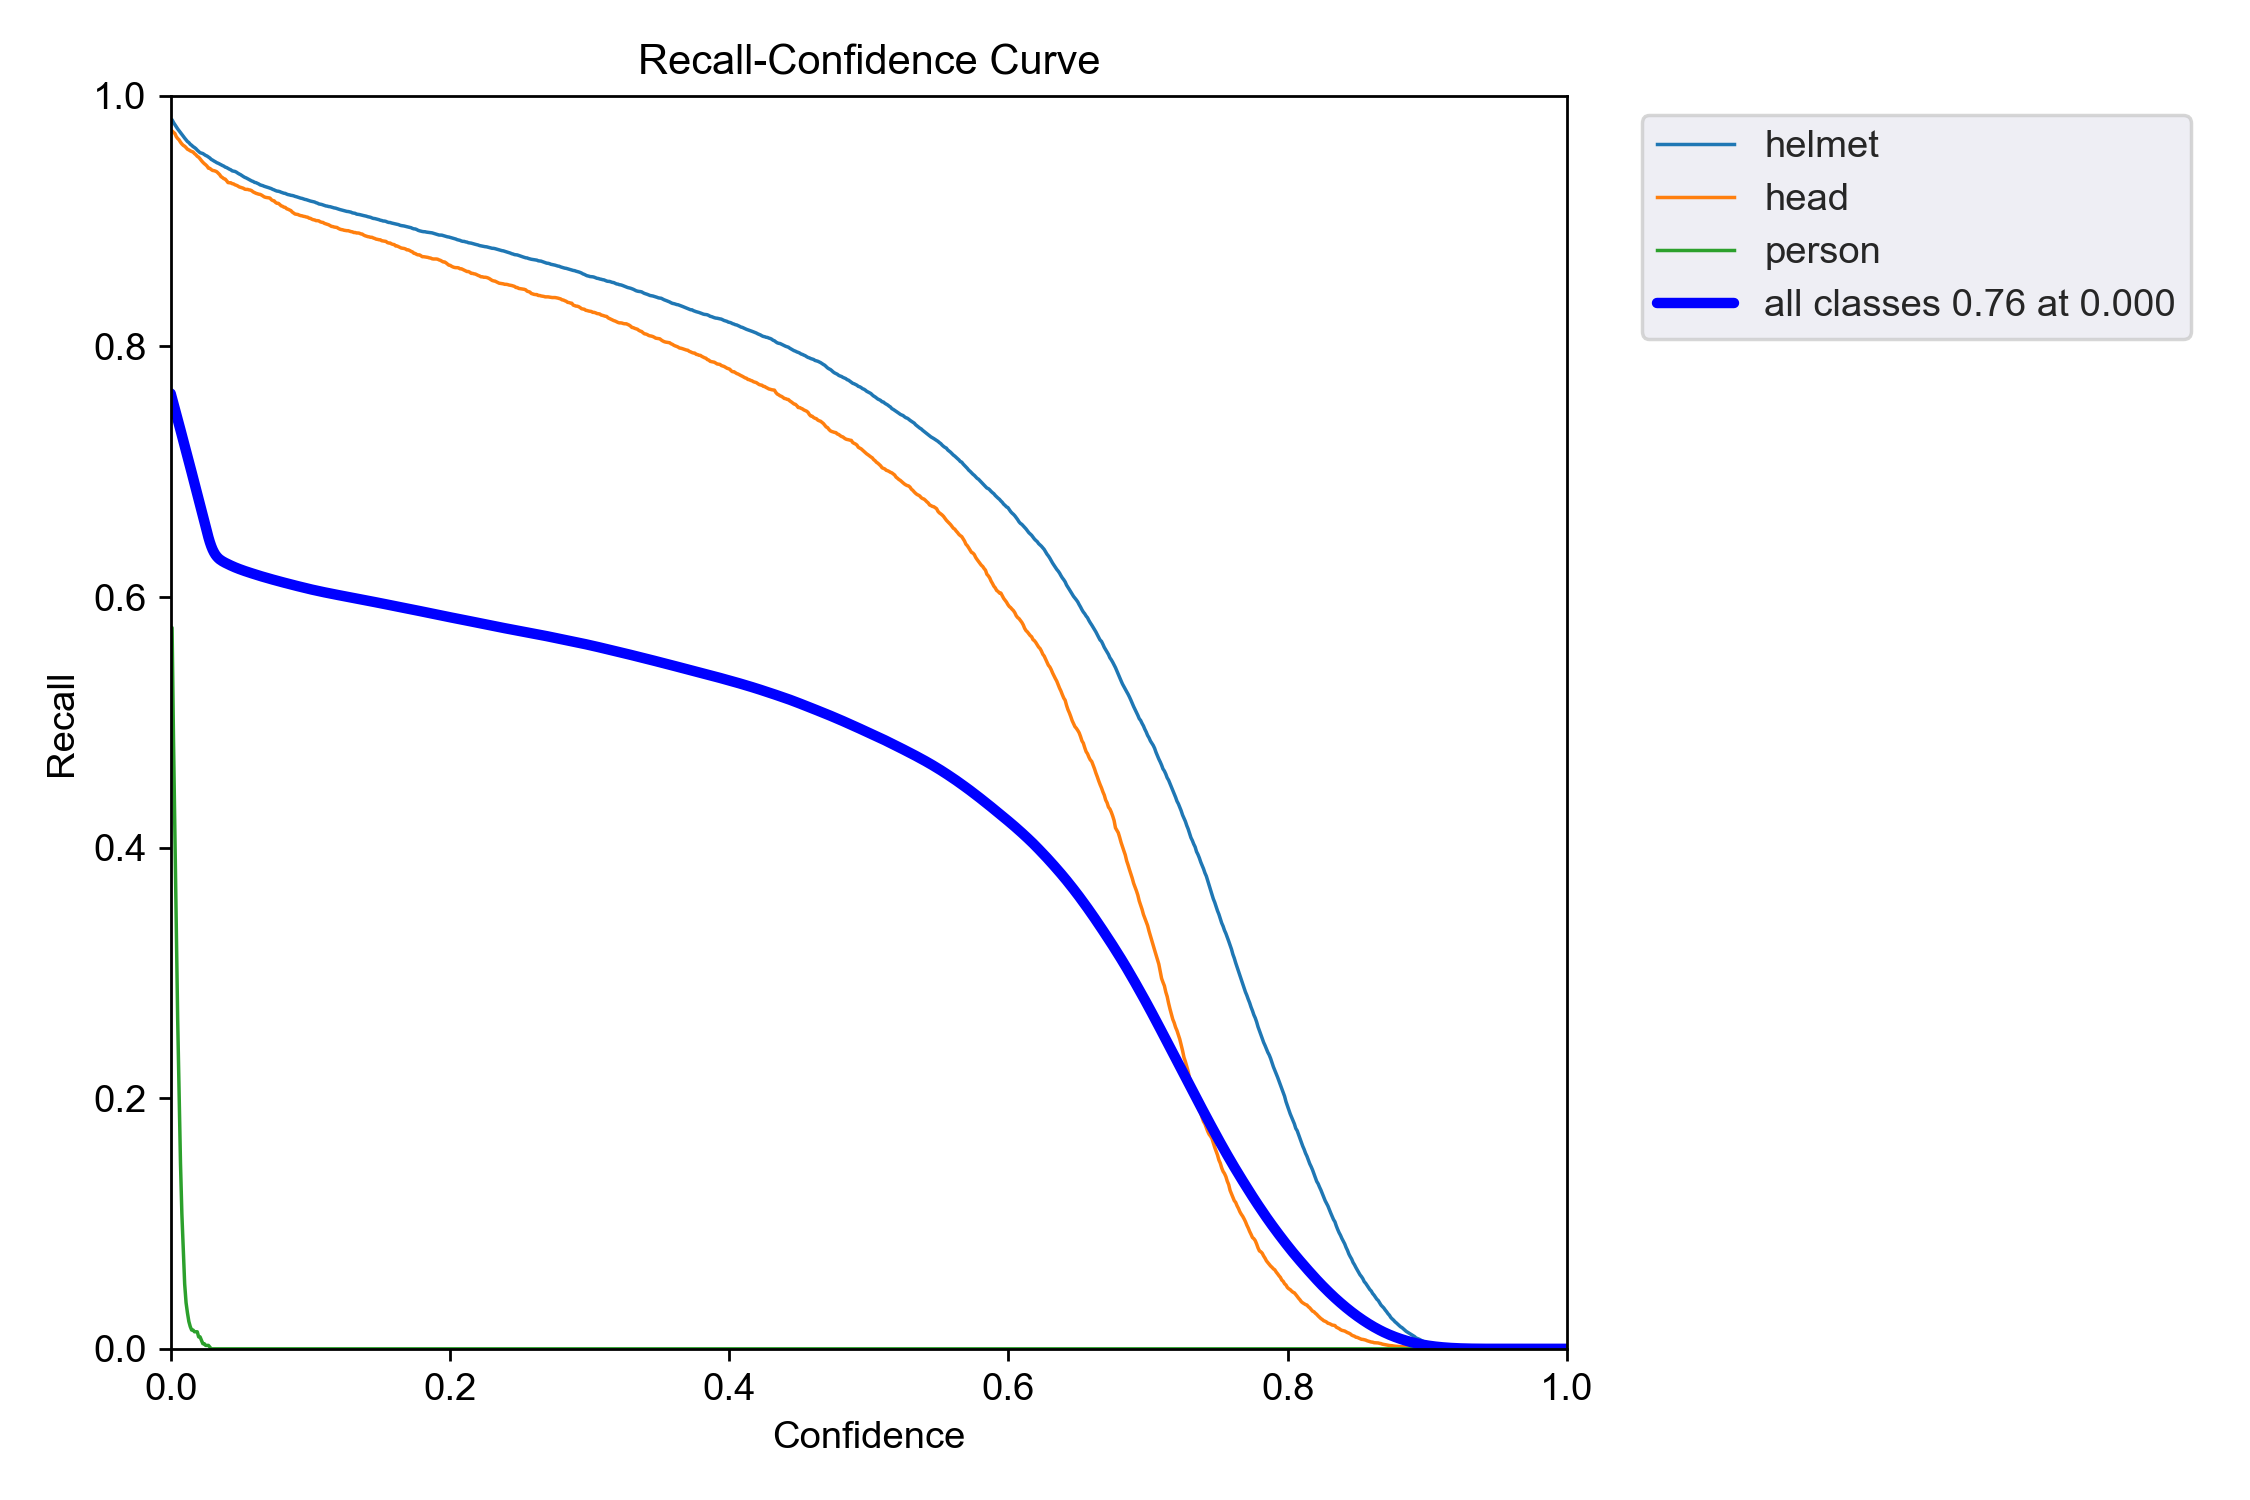 Recall-Confidence Curve
1.0
0.8
0.6
0.4
0.2
0.0
Recall
0.0 0.2 0.4 0.6 0.8 1.0
Confidence
helmet
head
person
all classes 0.76 at 0.000